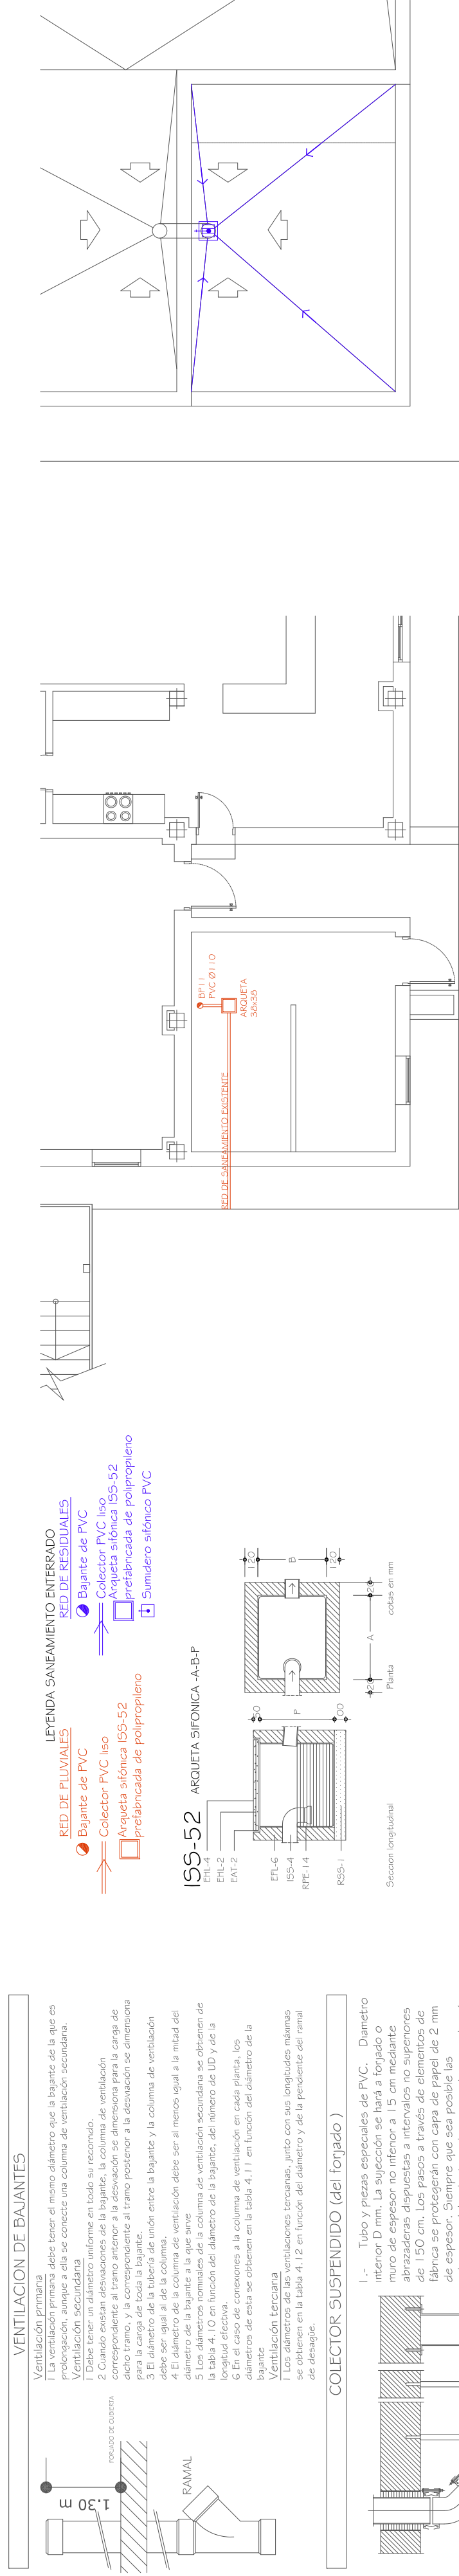 VENTILACION DE BAJANTES
Ventilación primaria
1 La ventilación primaria debe tener el mismo diámetro que la bajante de la que es
prolongación, aunque a ella se conecte una columna de ventilación secundaria.
Ventilación secundaria
1 Debe tener un diámetro uniforme en todo su recorrido.
2 Cuando existan desviaciones de la bajante, la columna de ventilación
correspondiente al tramo anterior a la desviación se dimensiona para la carga de
dicho tramo, y la correspondiente al tramo posterior a la desviación se dimensiona
para la carga de toda la bajante.
3 El diámetro de la tubería de unión entre la bajante y la columna de ventilación
debe ser igual al de la columna.
4 El diámetro de la columna de ventilación debe ser al menos igual a la mitad del
diámetro de la bajante a la que sirve
5 Los diámetros nominales de la columna de ventilación secundaria se obtienen de
la tabla 4.10 en función del diámetro de la bajante, del número de UD y de la
longitud efectiva.
6 En el caso de conexiones a la columna de ventilación en cada planta, los
diámetros de esta se obtienen en la tabla 4.11 en función del diámetro de la
bajante
Ventilación terciaria
1 Los diámetros de las ventilaciones terciarias, junto con sus longitudes máximas
se obtienen en la tabla 4.12 en función del diámetro y de la pendiente del ramal
de desagüe.
1.30 m
FORJADO DE CUBIERTA
RAMAL
COLECTOR SUSPENDIDO (del forjado )
1.- Tubo y piezas especiales de PVC. Diametro
interior D mm. La sujección se hará a forjado o
muro de espesor no inferior a 15 cm mediante
abrazaderas dispuestas a intervalos no superiores
de 150 cm. Los pasos a través de elementos de
fábrica se protegerán con capa de papel de 2 mm
de espesor. Siempre que sea posible las
LEYENDA SANEAMIENTO ENTERRADO
RED DE PLUVIALES
Bajante de PVC
Colector PVC liso
Arqueta sifónica ISS-52
prefabricada de polipropileno
RED DE RESIDUALES
Bajante de PVC
Colector PVC liso
Arqueta sifónica ISS-52
prefabricada de polipropileno
Sumidero sifónico PVC
ISS-52 ARQUETA SIFONICA -A-B-P
EHL-4
EHL-2
EAT-2
EFL-6
ISS-4
RPE-14
RSS-1
50
P
Sección longitudinal
120
B
120
A
Planta
cotas en mm
RED DE SANEAMIENTO EXISTENTE
BP11
PVC Ø110
ARQUETA
38x38